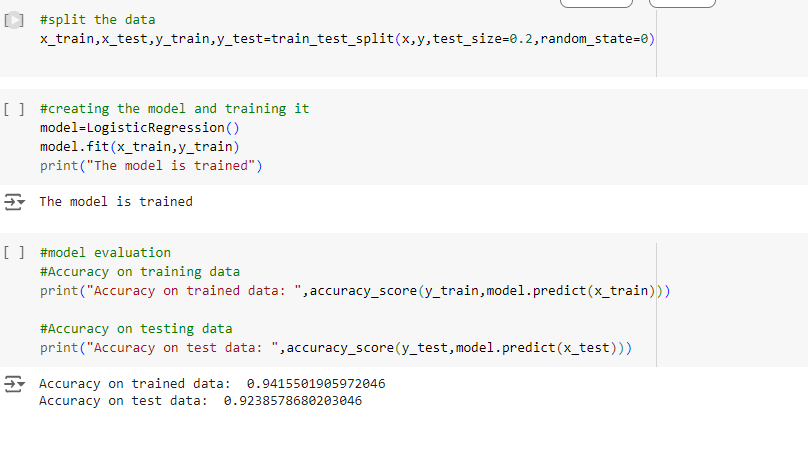 #split the data
x_train,x_test,y_train,y_test=train_test_split(x,y,test_size=0.2,random_state=0)
[ ] #creating the model and training it
model=LogisticRegression()
model.fit(x_train,y_train)
print("The model is trained")
The model is trained
[ ] #model evaluation
#Accuracy on training data
print("Accuracy on trained data: ",accuracy_score(y_train,model.predict(x_train)))
#Accuracy on testing data
print("Accuracy on test data: ",accuracy_score(y_test,model.predict(x_test)))
Accuracy on trained data:  0.9415501905972046
Accuracy on test data:  0.9238578680203046